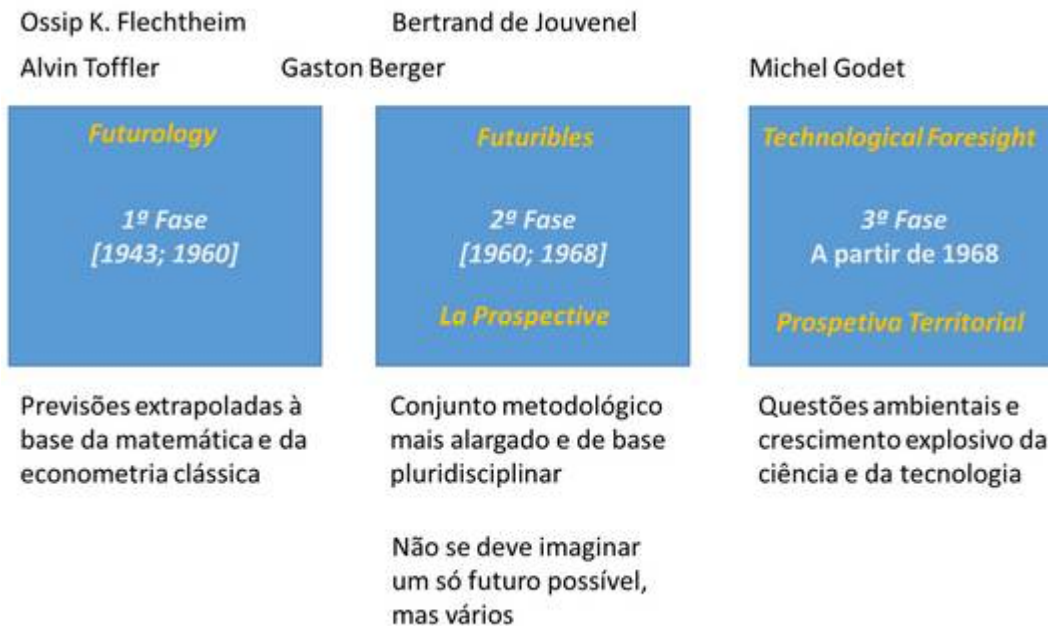 Ossip K. Flechtheim
Bertrand de Jouvenel
Alvin Toffler
Gaston Berger
Michel Godet
Futurology
1ª Fase
[1943; 1960]
Previsões extrapoladas à
base da matemática e da
econometria clássica
Futuribles
2ª Fase
[1960; 1968]
La Prospective
Conjunto metodológico
mais alargado e de base
pluridisciplinar
Não se deve imaginar
um só futuro possível,
mas vários
Technological Foresight
3ª Fase
A partir de 1968
Prospetiva Territorial
Questões ambientais e
crescimento explosivo da
ciência e da tecnologia